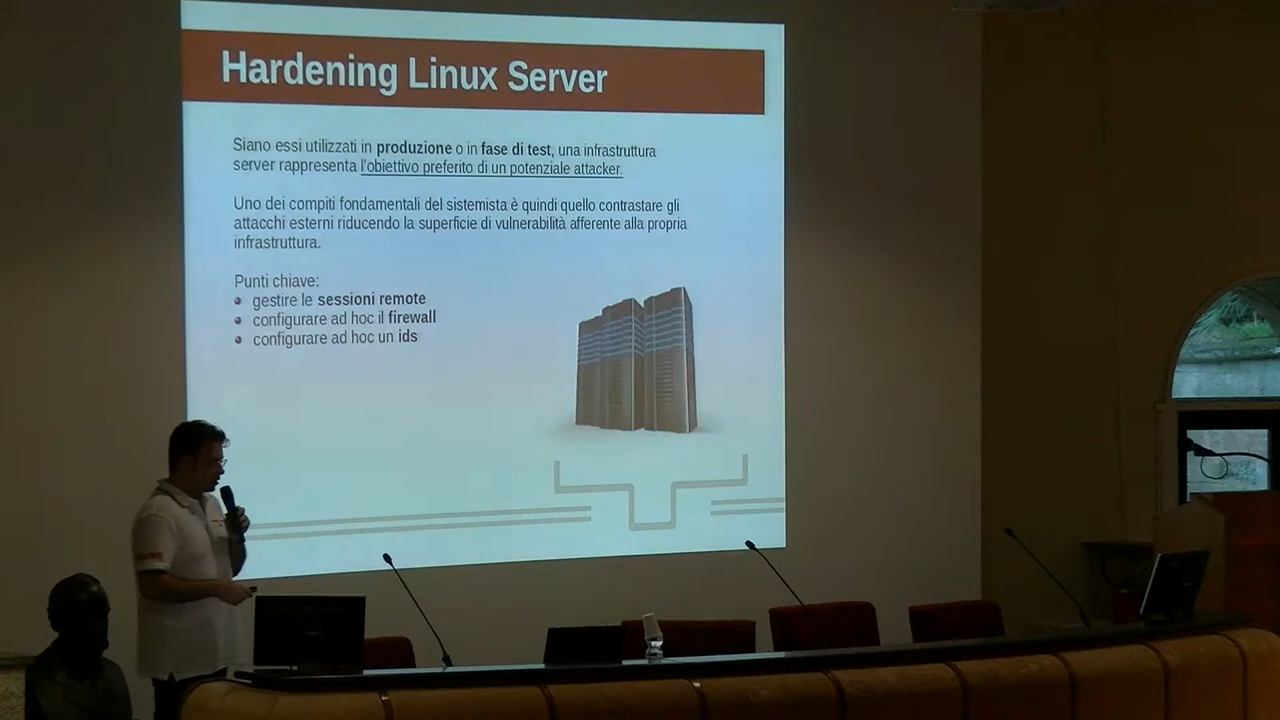 Hardening Linux Server
Siano essi utilizzati in produzione o in fase di test, una infrastruttura
server rappresenta l'obiettivo preferito di un potenziale attacker.
Uno dei compiti fondamentali del sistemista è quindi quello contrastare gli
attacchi esterni riducendo la superficie di vulnerabilità afferente alla propria
infrastruttura.
Punti chiave:
gestire le sessioni remote
configurare ad hoc il firewall
configurare ad hoc un ids